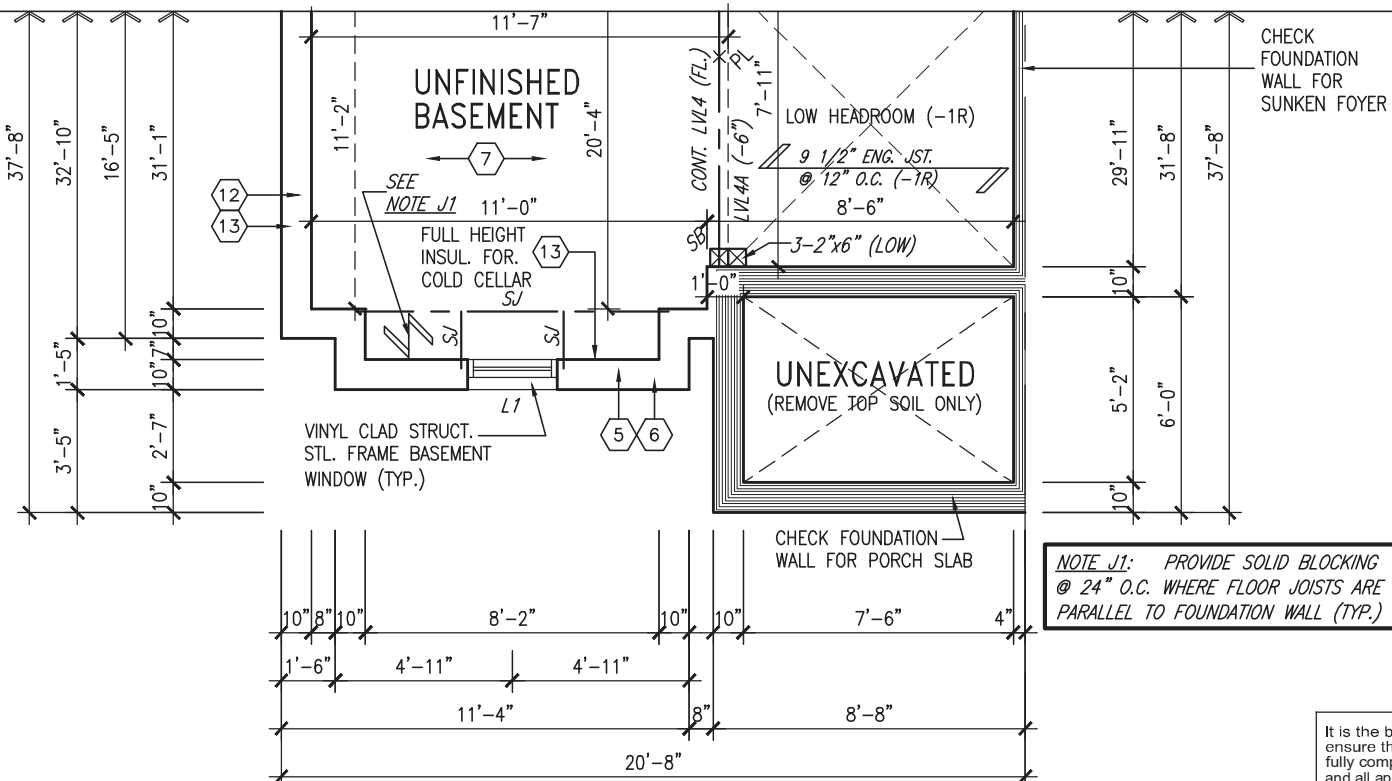 11'-7"
CHECK
FOUNDATION
WALL FOR
SUNKEN FOYER
UNFINISHED
BASEMENT
7
11'-2"
20'-4"
CONT. LVL4 (FL.)
PL
LVL4A (-6")
7'-11"
LOW HEADROOM (-1R)
9 1/2" ENG. JST.
@ 12" O.C. (-1R)
37'-8"
32'-10"
16'-5"
31'-1"
29'-11"
31'-8"
37'-8"
12
13
SEE
NOTE J1
11'-0"
8'-6"
FULL HEIGHT
INSUL. FOR.
COLD CELLAR
13
SB
3-2"x6" (LOW)
1'-0"
SJ
SJ
SJ
10"
10"
7"
10"
1'-5"
3'-5"
2'-7"
10"
10"
5'-2"
6'-0"
10"
UNEXCAVATED
(REMOVE TOP SOIL ONLY)
L1
5
6
VINYL CLAD STRUCT.
STL. FRAME BASEMENT
WINDOW (TYP.)
CHECK FOUNDATION
WALL FOR PORCH SLAB
NOTE J1: PROVIDE SOLID BLOCKING
@ 24" O.C. WHERE FLOOR JOISTS ARE
PARALLEL TO FOUNDATION WALL (TYP.)
10" 8" 10" 8'-2" 10" 10" 7'-6" 4"
1'-6" 4'-11" 4'-11"
11'-4" 8" 8'-8"
20'-8"
It is the b
ensure th
fully comp
and all ap